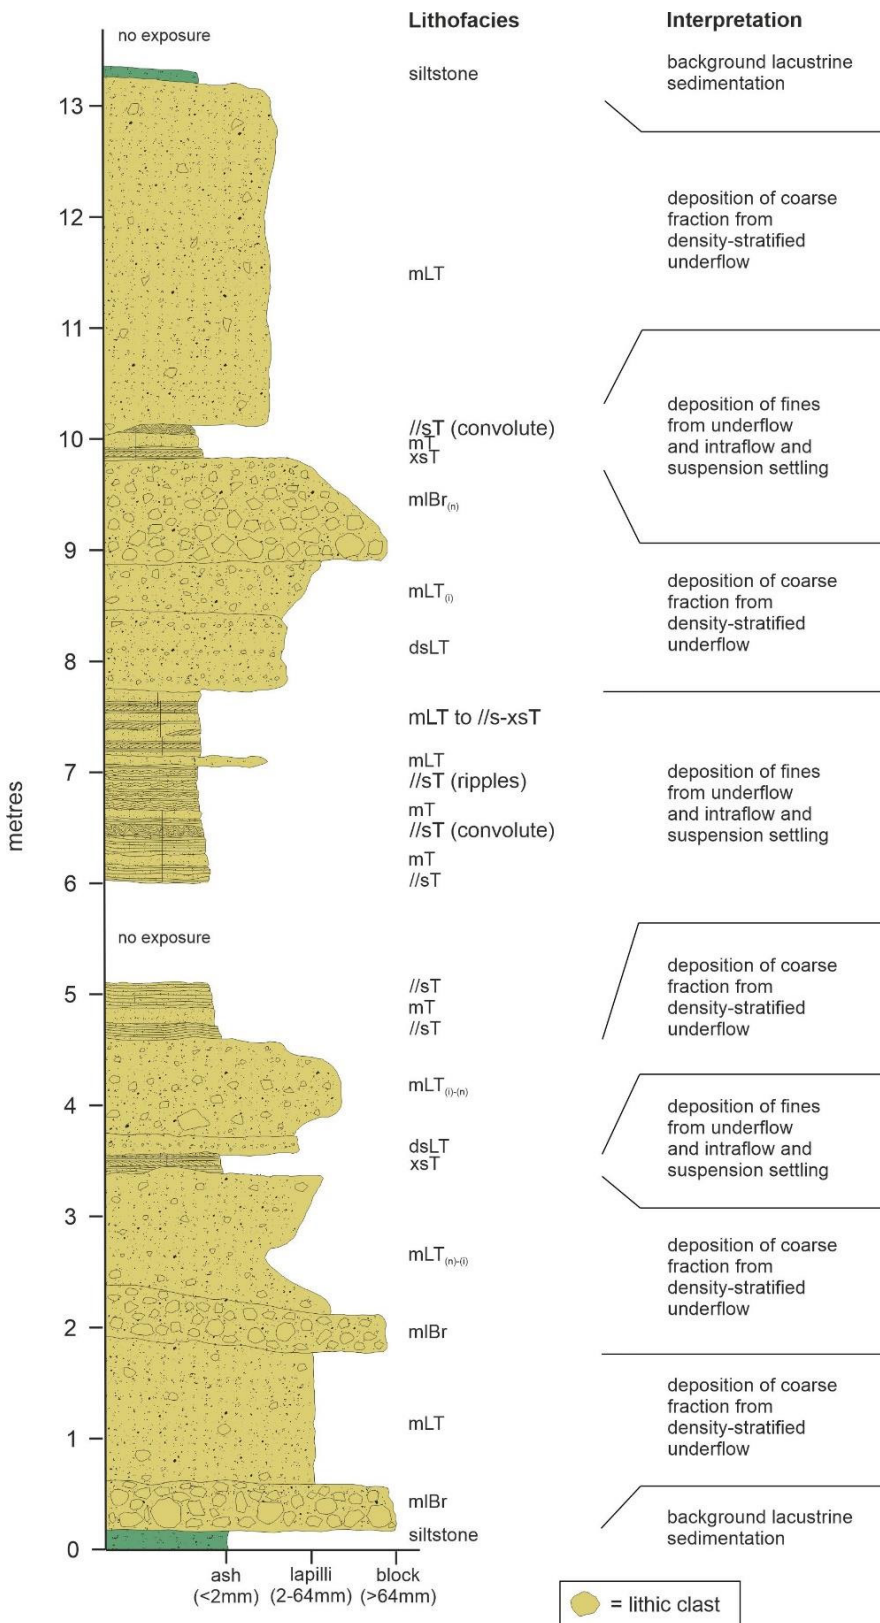 Lithofacies
Interpretation
no exposure
siltstone
background lacustrine
sedimentation
13
12
deposition of coarse
fraction from
density-stratified
underflow
mLT
11
10
//sT (convolute)
mT
xsT
deposition of fines
from underflow
and intraflow and
suspension settling
mlBr(n)
9
mLT(i)
deposition of coarse
fraction from
density-stratified
underflow
dsLT
8
mLT to //s-xsT
mLT
7
//sT (ripples)
deposition of fines
from underflow
and intraflow and
suspension settling
mT
//sT (convolute)
mT
//sT
6
metres
no exposure
//sT
5
mT
//sT
deposition of coarse
fraction from
density-stratified
underflow
mLT(i)-(n)
4
deposition of fines
from underflow
and intraflow and
suspension settling
dsLT
xsT
3
mLT(n)-(i)
deposition of coarse
fraction from
density-stratified
underflow
2
mlBr
deposition of coarse
fraction from
density-stratified
underflow
mLT
1
mlBr
siltstone
background lacustrine
sedimentation
0
ash
(<2mm)
lapilli
(2-64mm)
block
(>64mm)
= lithic clast